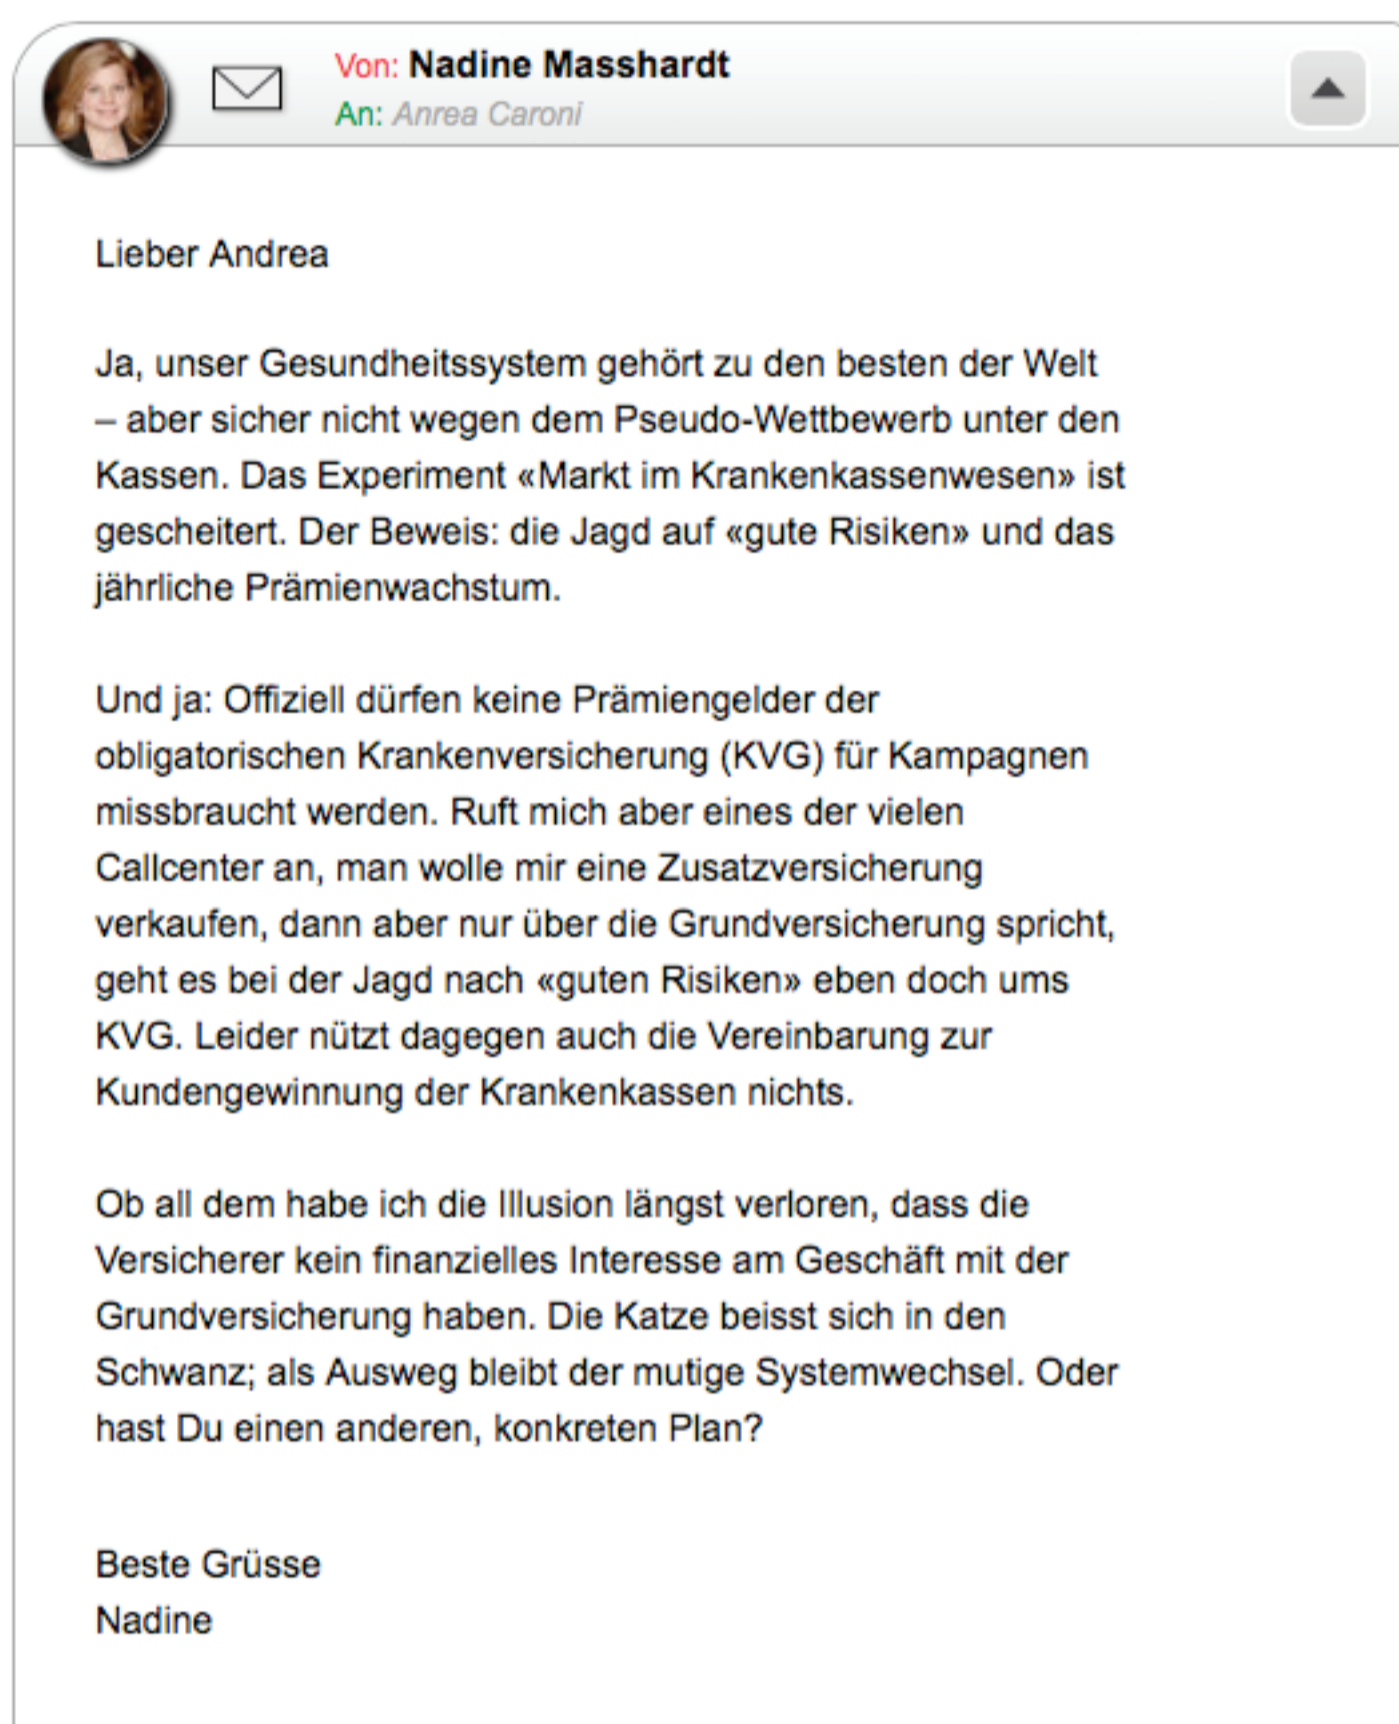 Von: Nadine Masshardt
An: Anrea Caroni
Lieber Andrea
Ja, unser Gesundheitssystem gehört zu den besten der Welt
– aber sicher nicht wegen dem Pseudo-Wettbewerb unter den
Kassen. Das Experiment «Markt im Krankenkassenwesen» ist
gescheitert. Der Beweis: die Jagd auf «gute Risiken» und das
jährliche Prämienwachstum.
Und ja: Offiziell dürfen keine Prämiengelder der
obligatorischen Krankenversicherung (KVG) für Kampagnen
missbraucht werden. Ruft mich aber eines der vielen
Callcenter an, man wolle mir eine Zusatzversicherung
verkaufen, dann aber nur über die Grundversicherung spricht,
geht es bei der Jagd nach «guten Risiken» eben doch ums
KVG. Leider nützt dagegen auch die Vereinbarung zur
Kundengewinnung der Krankenkassen nichts.
Ob all dem habe ich die Illusion längst verloren, dass die
Versicherer kein finanzielles Interesse am Geschäft mit der
Grundversicherung haben. Die Katze beisst sich in den
Schwanz; als Ausweg bleibt der mutige Systemwechsel. Oder
hast Du einen anderen, konkreten Plan?
Beste Grüsse
Nadine